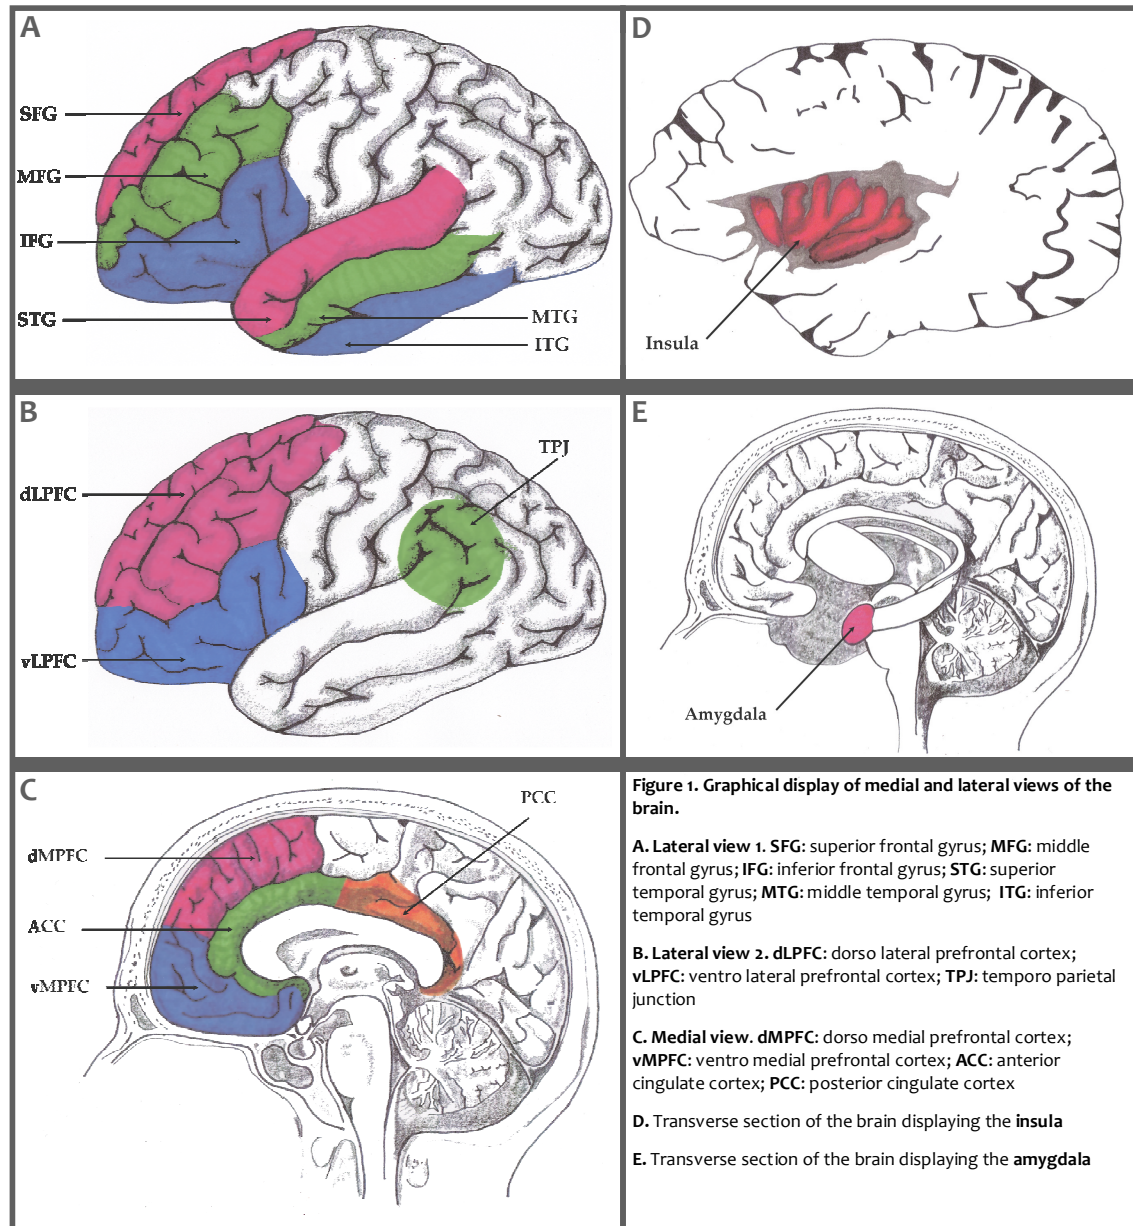 A
SFG
MFG
IFG
STG
MTG
ITG
D
Insula
B
dLPFC
vLPFC
TPJ
E
Amygdala
C
dMPFC
ACC
vMPFC
PCC
Figure 1. Graphical display of medial and lateral views of the
brain.
A. Lateral view 1. SFG: superior frontal gyrus; MFG: middle
frontal gyrus; IFG: inferior frontal gyrus; STG: superior
temporal gyrus; MTG: middle temporal gyrus; ITG: inferior
temporal gyrus
B. Lateral view 2. dLPFC: dorso lateral prefrontal cortex;
vLPFC: ventro lateral prefrontal cortex; TPJ: temporo parietal
junction
C. Medial view. dMPFC: dorso medial prefrontal cortex;
vMPFC: ventro medial prefrontal cortex; ACC: anterior
cingulate cortex; PCC: posterior cingulate cortex
D. Transverse section of the brain displaying the insula
E. Transverse section of the brain displaying the amygdala